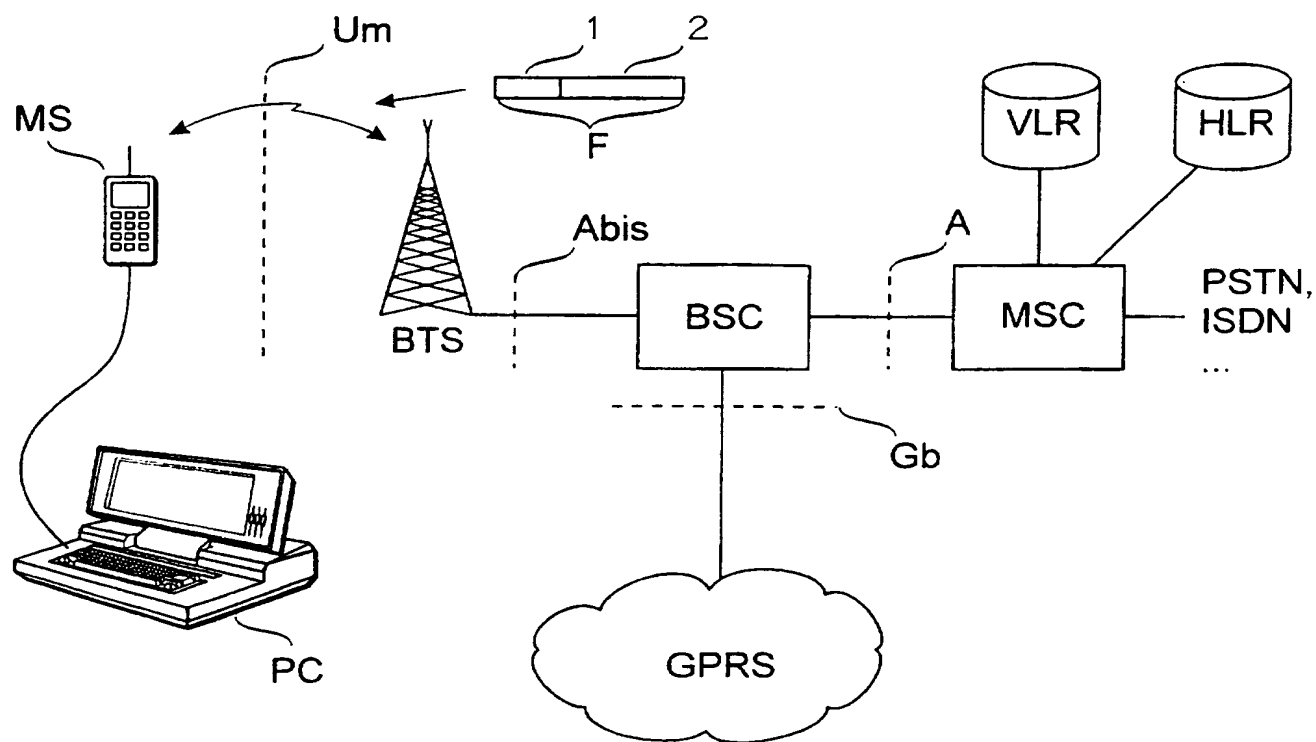 Um
1
2
MS
F
VLR
HLR
Abis
A
BTS
BSC
MSC
PSTN,
ISDN
...
Gb
PC
GPRS